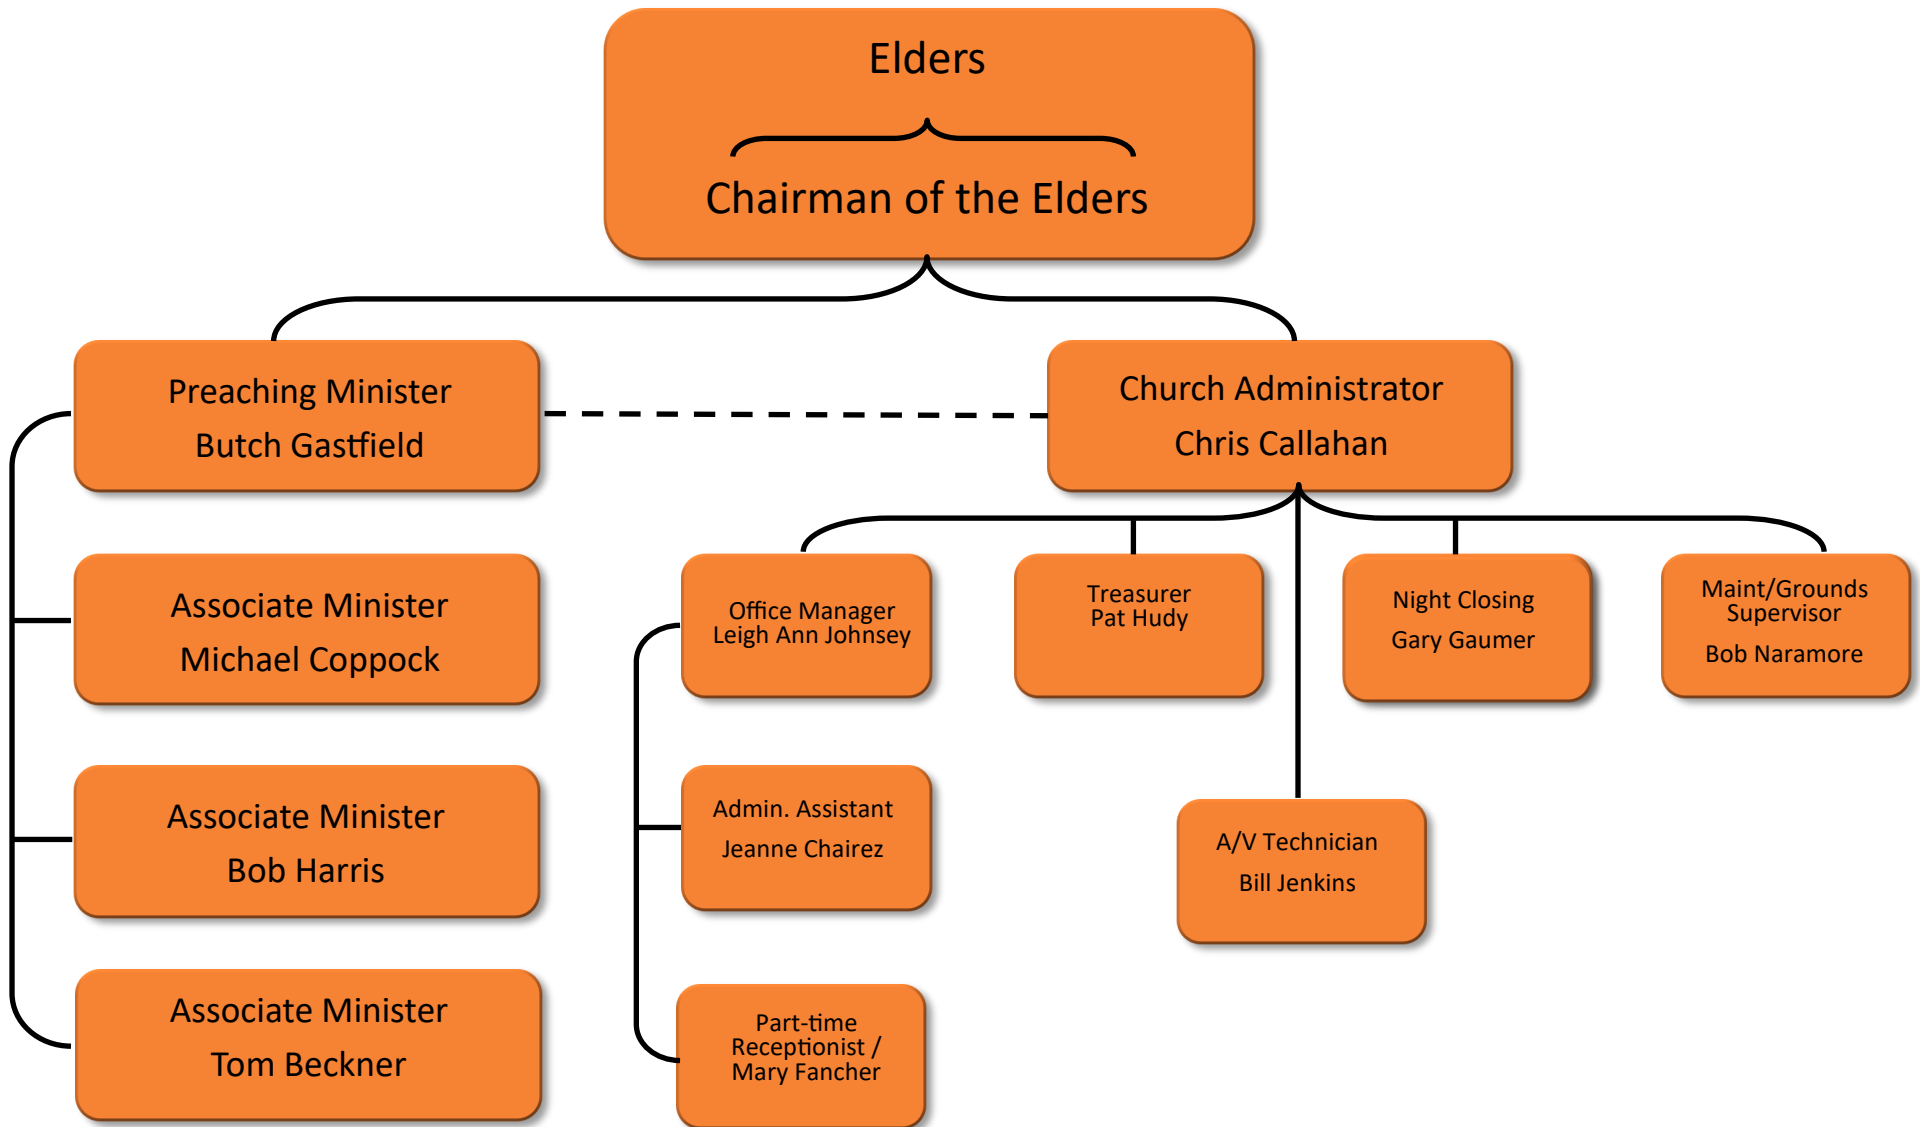 Elders
Chairman of the Elders
Preaching Minister
Butch Gastfield
Church Administrator
Chris Callahan
Associate Minister
Michael Coppock
Office Manager
Leigh Ann Johnsey
Treasurer
Pat Hudy
Night Closing
Gary Gaumer
Maint/Grounds
Supervisor
Bob Naramore
Associate Minister
Bob Harris
Admin. Assistant
Jeanne Chairez
A/V Technician
Bill Jenkins
Associate Minister
Tom Beckner
Part-time
Receptionist /
Mary Fancher